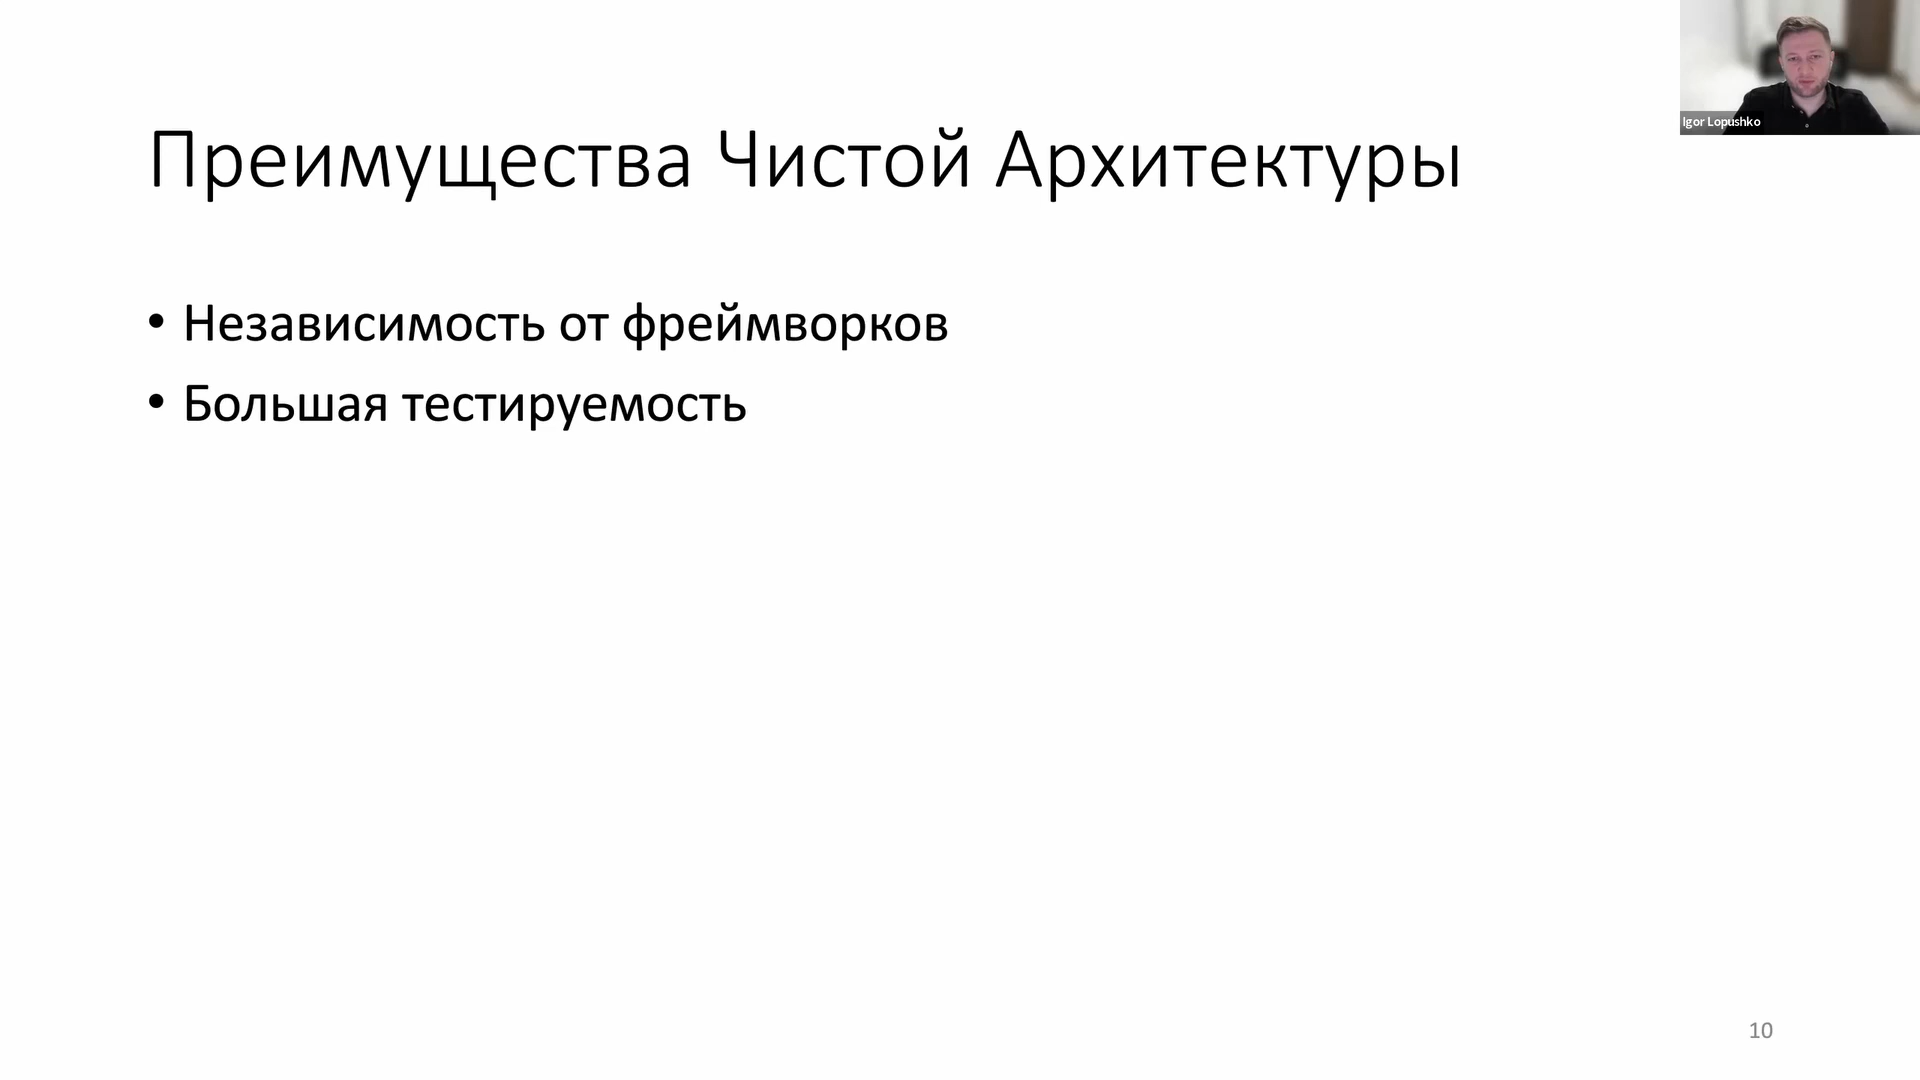 Igor Lopushko
Преимущества Чистой Архитектуры
• Независимость от фреймворков
• Большая тестируемость
10